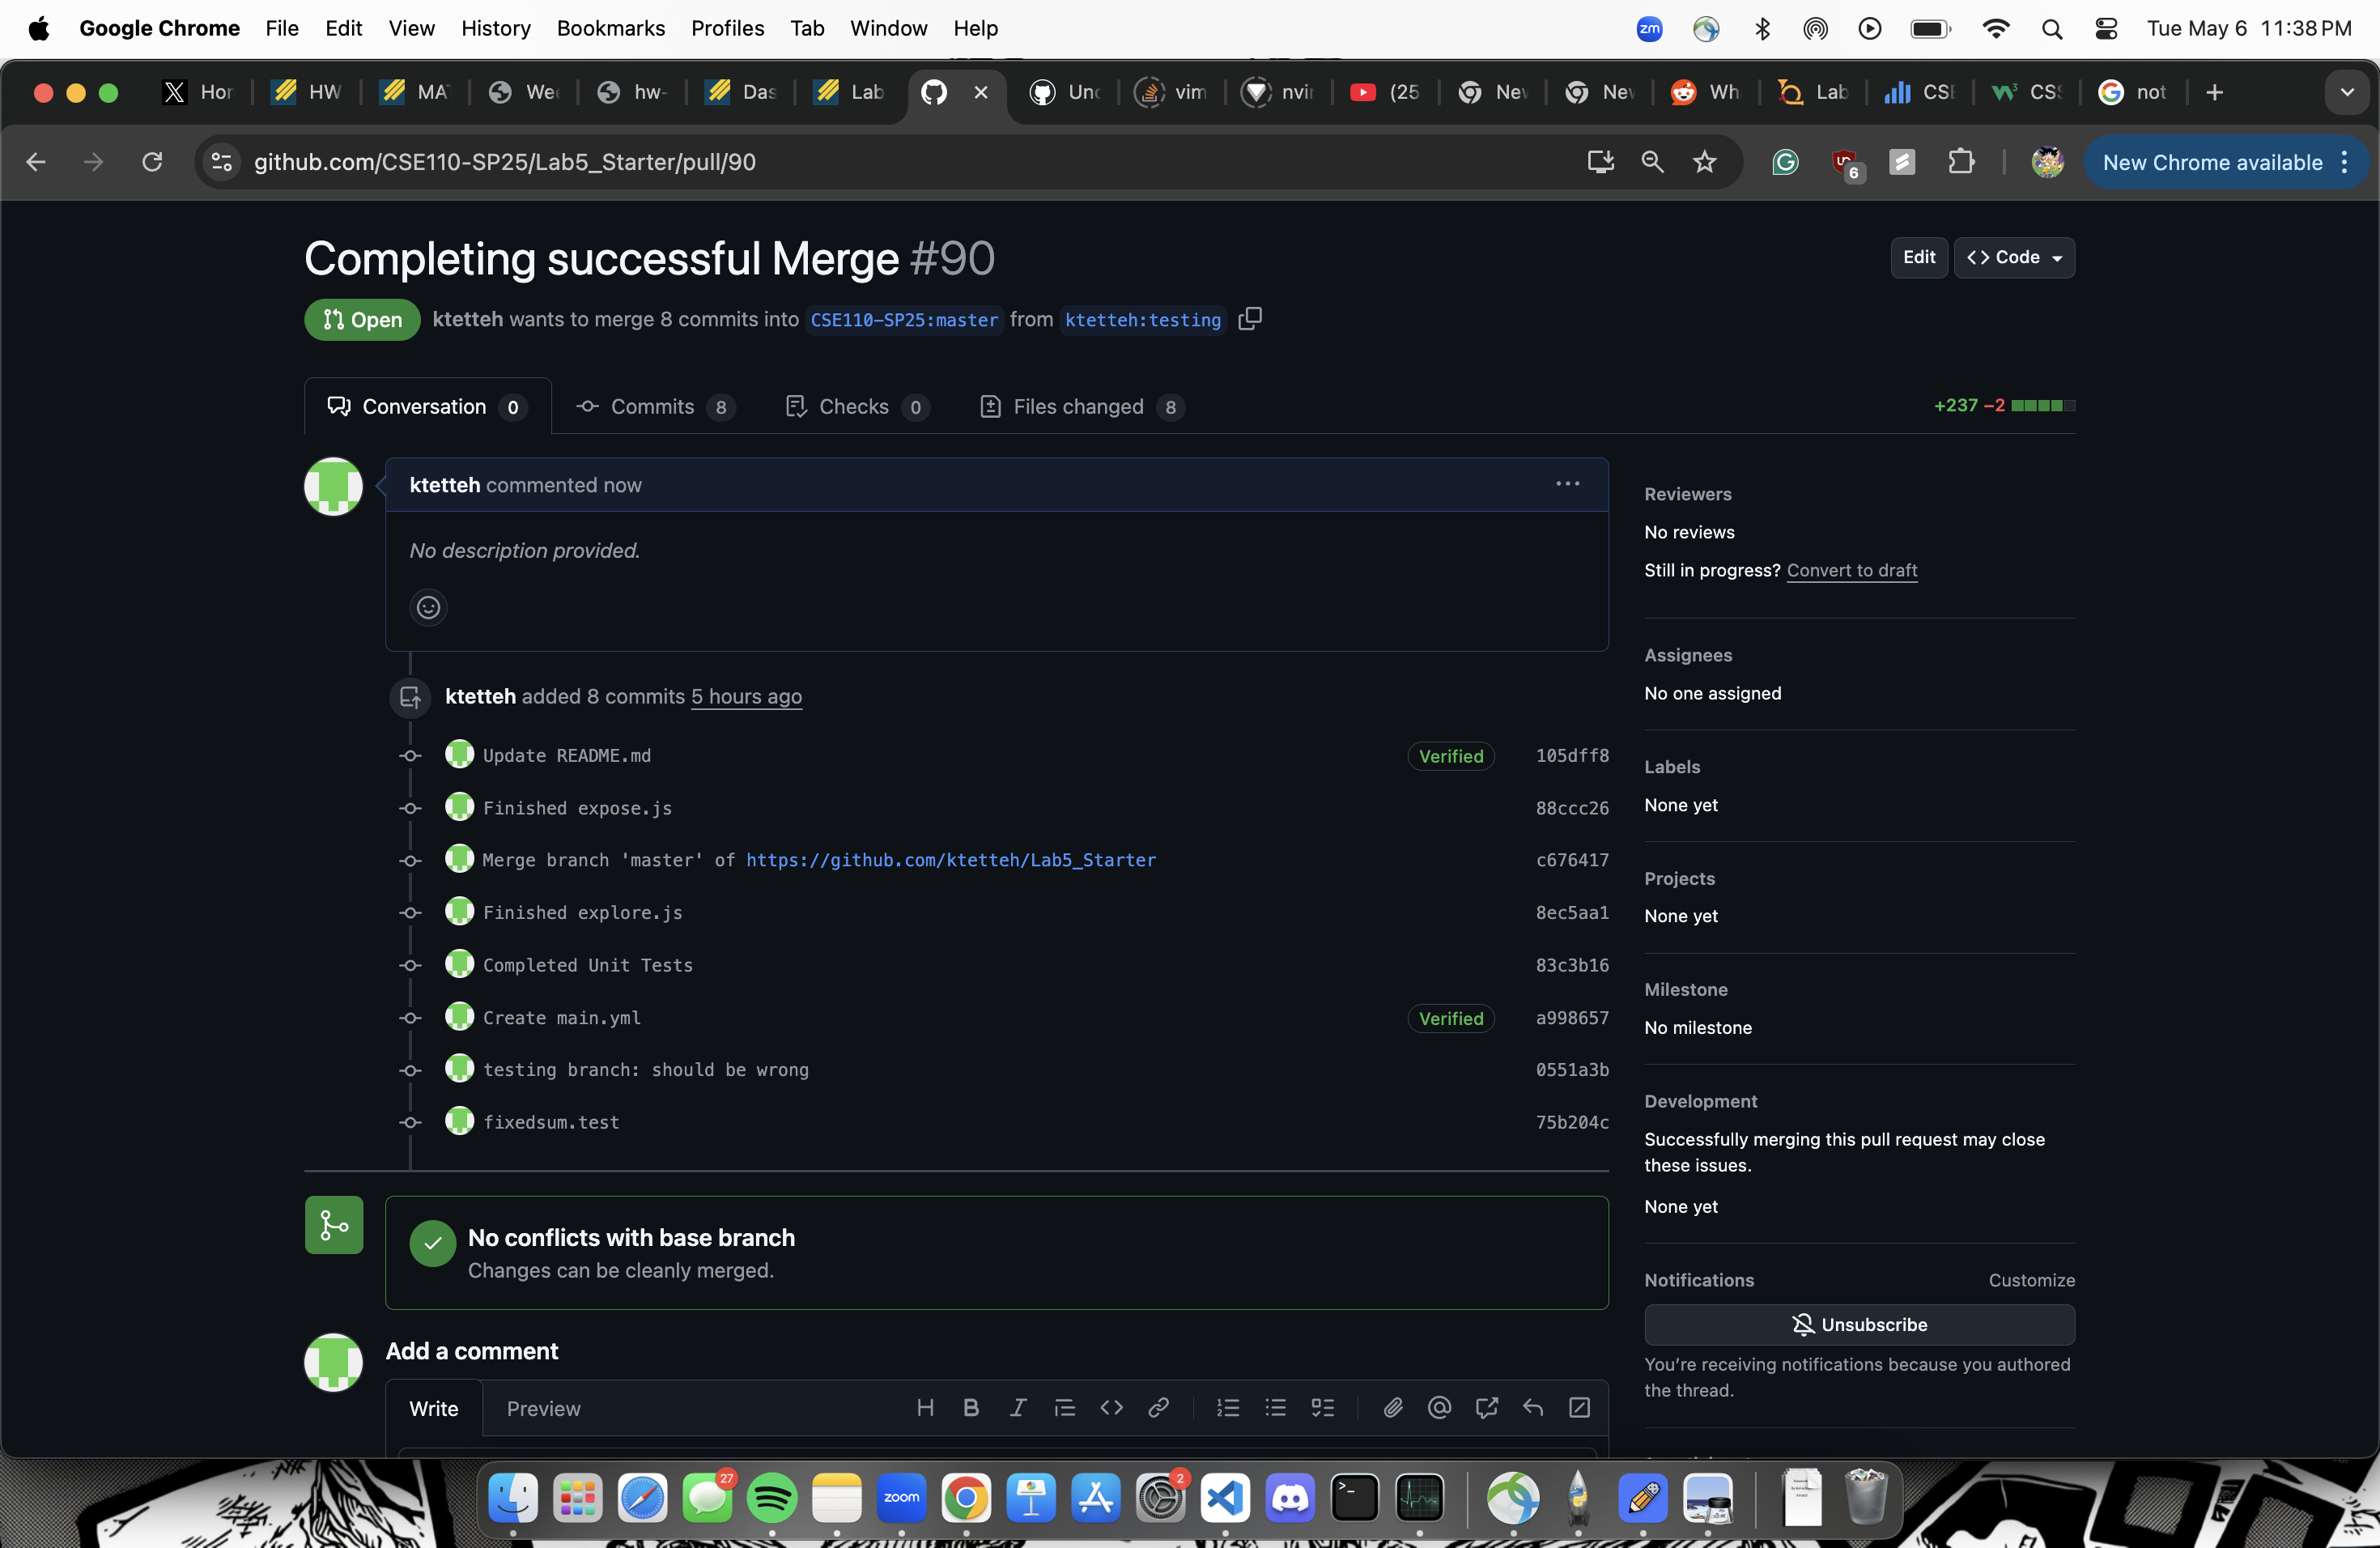 Google Chrome File Edit View History Bookmarks Profiles Tab Window Help zm Tue May 6 11:38 PM
Hor HW MA We hw- Das Lab Unc vim nvi (25 Nev Nev Wh Lab CSE CSS not
github.com/CSE110-SP25/Lab5_Starter/pull/90 6 New Chrome available
Completing successful Merge #90
Edit Code
Open ktetteh wants to merge 8 commits into CSE110-SP25:master from ktetteh:testing
Conversation 0 Commits 8 Checks 0 Files changed 8 +237 −2
ktetteh commented now
No description provided.
ktetteh added 8 commits 5 hours ago
Update README.md Verified 105dff8
Finished expose.js 88ccc26
Merge branch 'master' of https://github.com/ktetteh/Lab5_Starter c676417
Finished explore.js 8ec5aa1
Completed Unit Tests 83c3b16
Create main.yml Verified a998657
testing branch: should be wrong 0551a3b
fixedsum.test 75b204c
No conflicts with base branch
Changes can be cleanly merged.
Add a comment
Write Preview
Reviewers
No reviews
Still in progress? Convert to draft
Assignees
No one assigned
Labels
None yet
Projects
None yet
Milestone
No milestone
Development
Successfully merging this pull request may close
these issues.
None yet
Notifications Customize
Unsubscribe
You're receiving notifications because you authored
the thread.
27 zoom 2